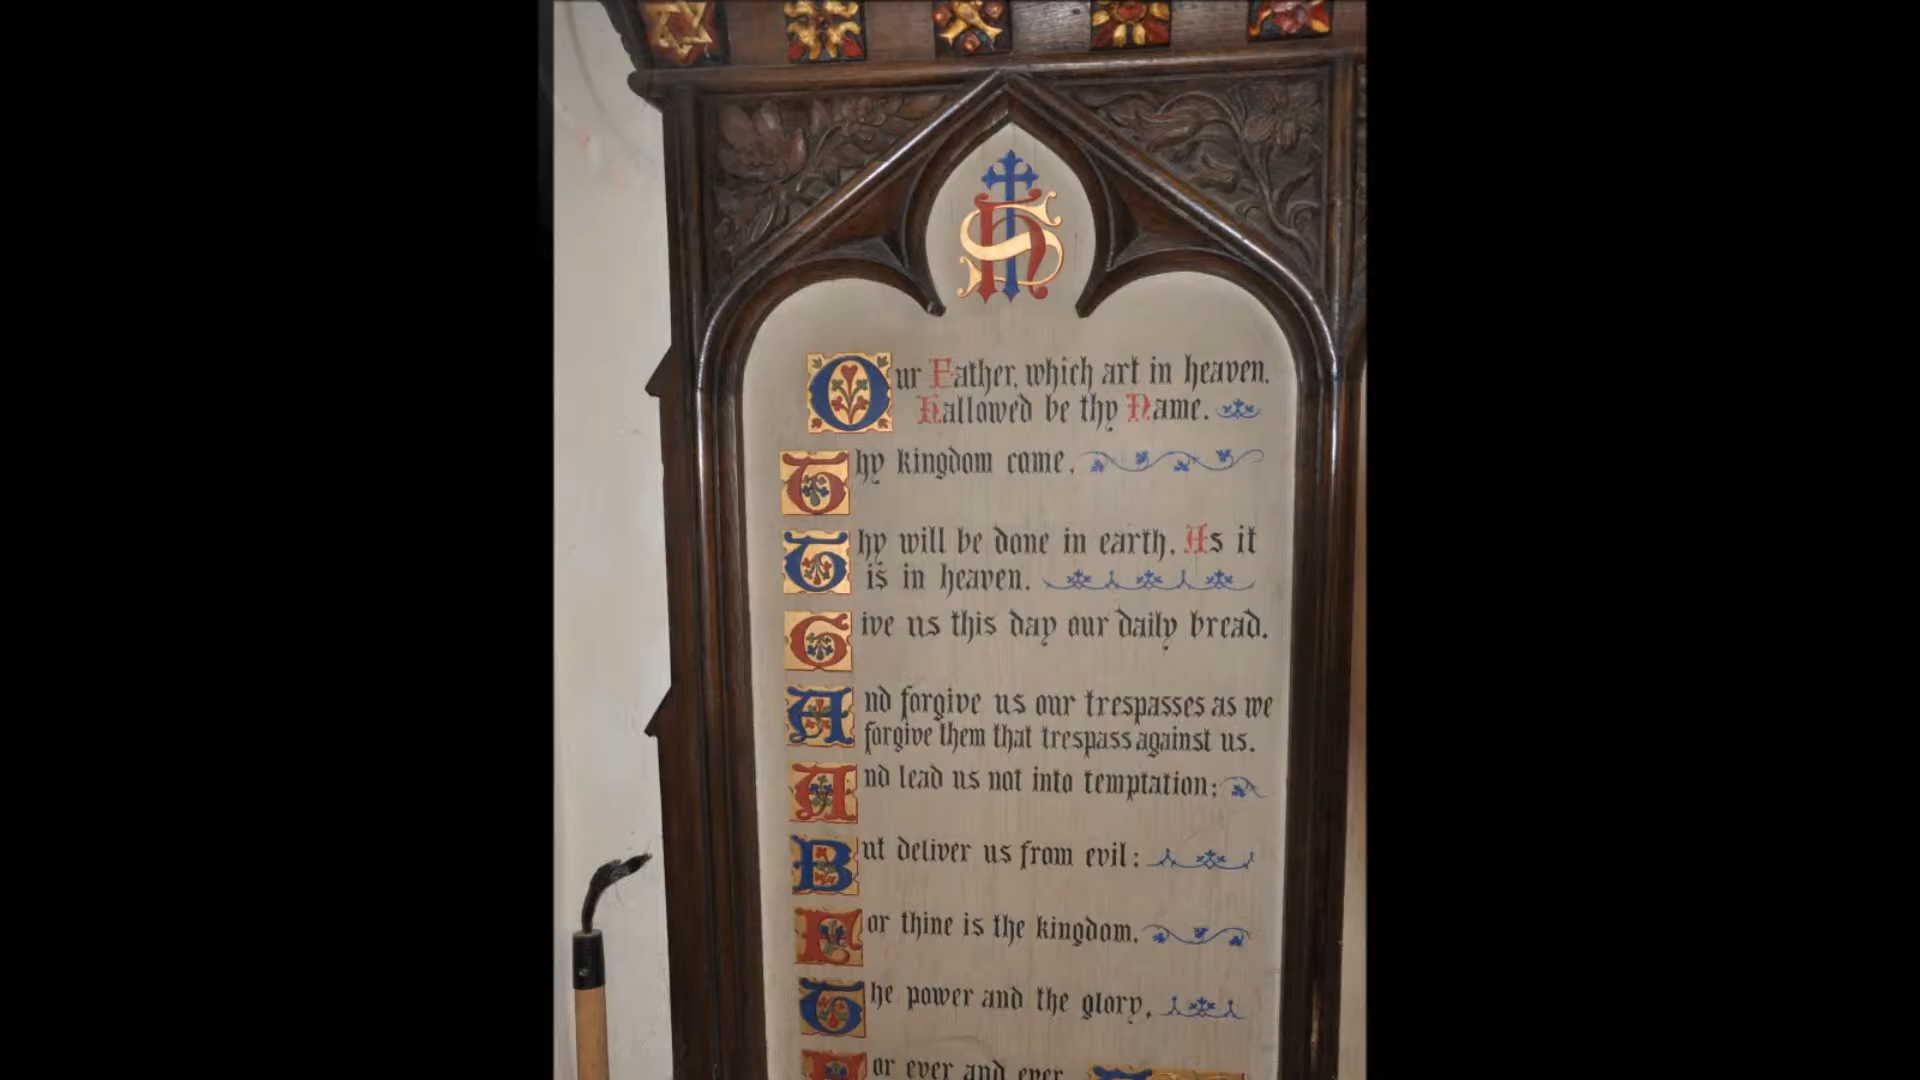 IHS
Our Father, which art in heaven,
Hallowed be thy Name.
Thy kingdom come.
Thy will be done in earth, As it
is in heaven.
Give us this day our daily bread.
And forgive us our trespasses as we
forgive them that trespass against us.
And lead us not into temptation;
But deliver us from evil:
For thine is the kingdom,
The power and the glory,
For ever and ever